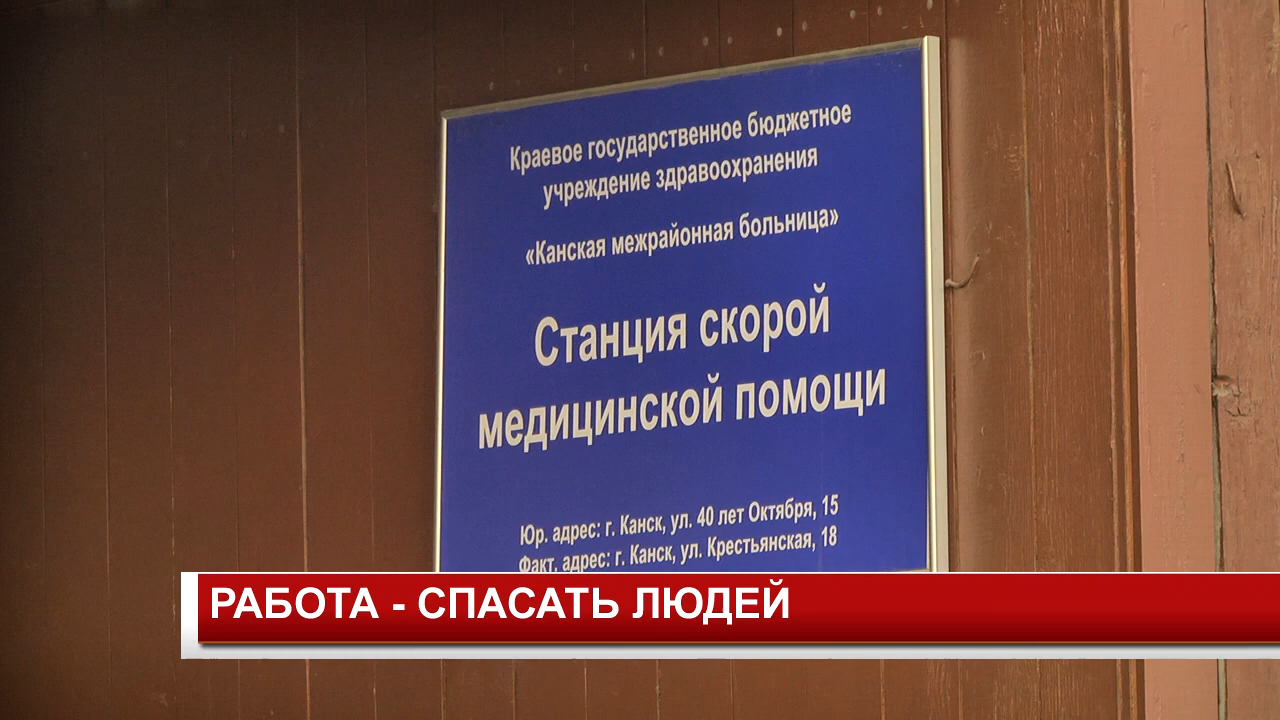 Краевое государственное бюджетное
учреждение здравоохранения
«Канская межрайонная больница»
Станция скорой
медицинской помощи
Юр. адрес: г. Канск, ул. 40 лет Октября, 15
Факт. адрес: г. Канск, ул. Крестьянская, 18
РАБОТА - СПАСАТЬ ЛЮДЕЙ